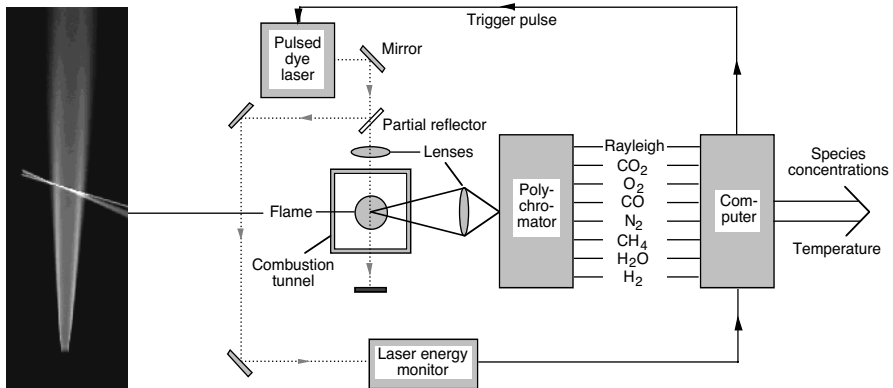 Trigger pulse
Pulsed
dye
laser
Mirror
Partial reflector
Lenses
Flame
Combustion
tunnel
Poly-
chro-
mator
Rayleigh
CO2
O2
CO
N2
CH4
H2O
H2
Com-
puter
Species
concentrations
Temperature
Laser energy
monitor